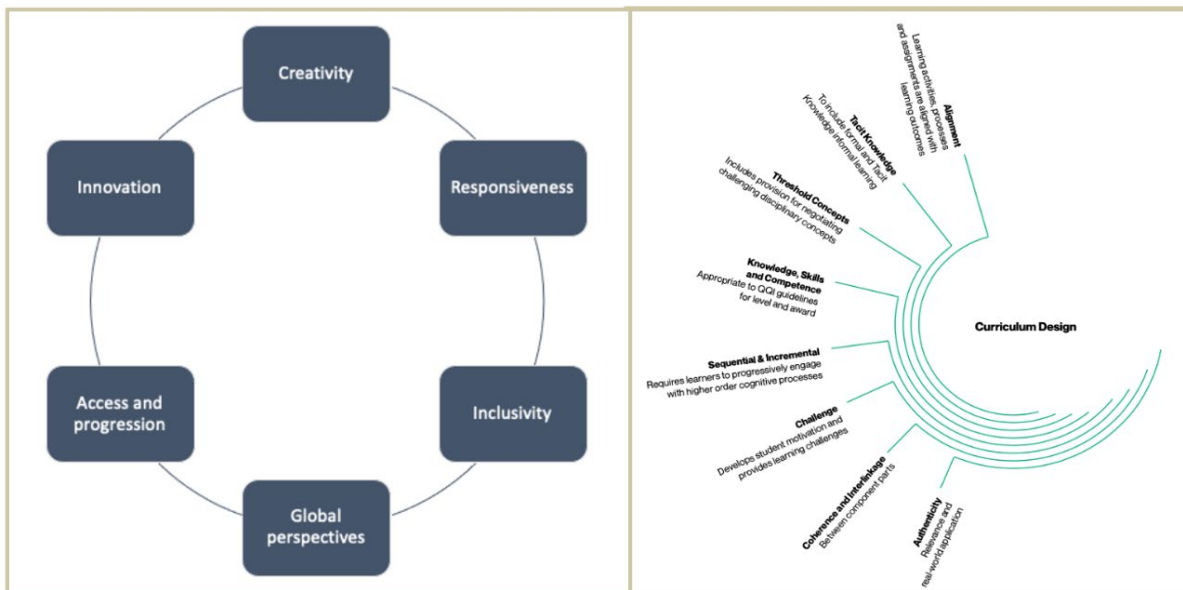 Creativity
Responsiveness
Inclusivity
Global
perspectives
Access and
progression
Innovation
Curriculum Design
Alignment
Learning activities, processes
and assignments are aligned with
learning outcomes
Tacit Knowledge
To include formal and Tacit
Knowledge informal learning
Threshold Concepts
Includes provision for negotiating
challenging disciplinary concepts
Knowledge, Skills
and Competence
Appropriate to QQI guidelines
for level and award
Sequential & Incremental
Requires learners to progressively engage
with higher order cognitive processes
Challenge
Develops student motivation and
provides learning challenges
Coherence and Interlinkage
Between component parts
Authenticity
Relevance and
real-world application